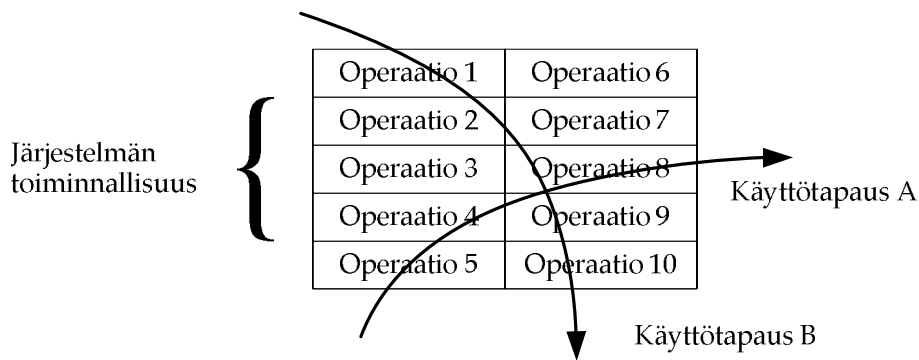 Operaatio 1 Operaatio 6
Operaatio 2 Operaatio 7
Järjestelmän
toiminnallisuus
Operaatio 3 Operaatio 8
Operaatio 4 Operaatio 9
Operaatio 5 Operaatio 10
Käyttötapaus A
Käyttötapaus B